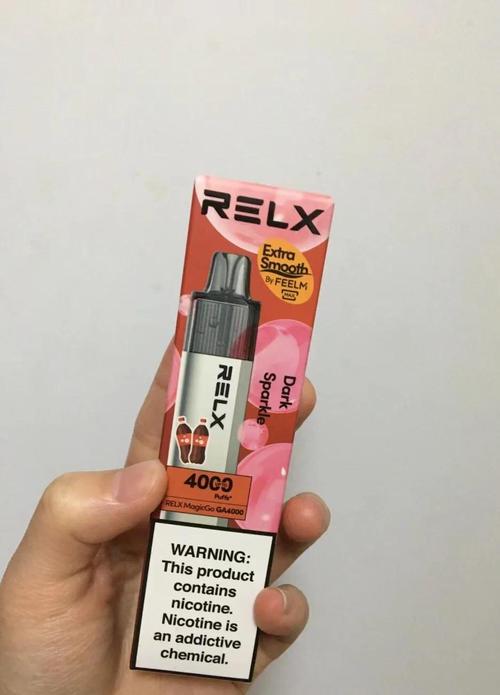 RELX
Extra
Smooth
By FEELM
MAX
Dark
Sparkle
RELX
4000
Puffs*
RELX MagicGo GA4000
WARNING:
This product
contains
nicotine.
Nicotine is
an addictive
chemical.